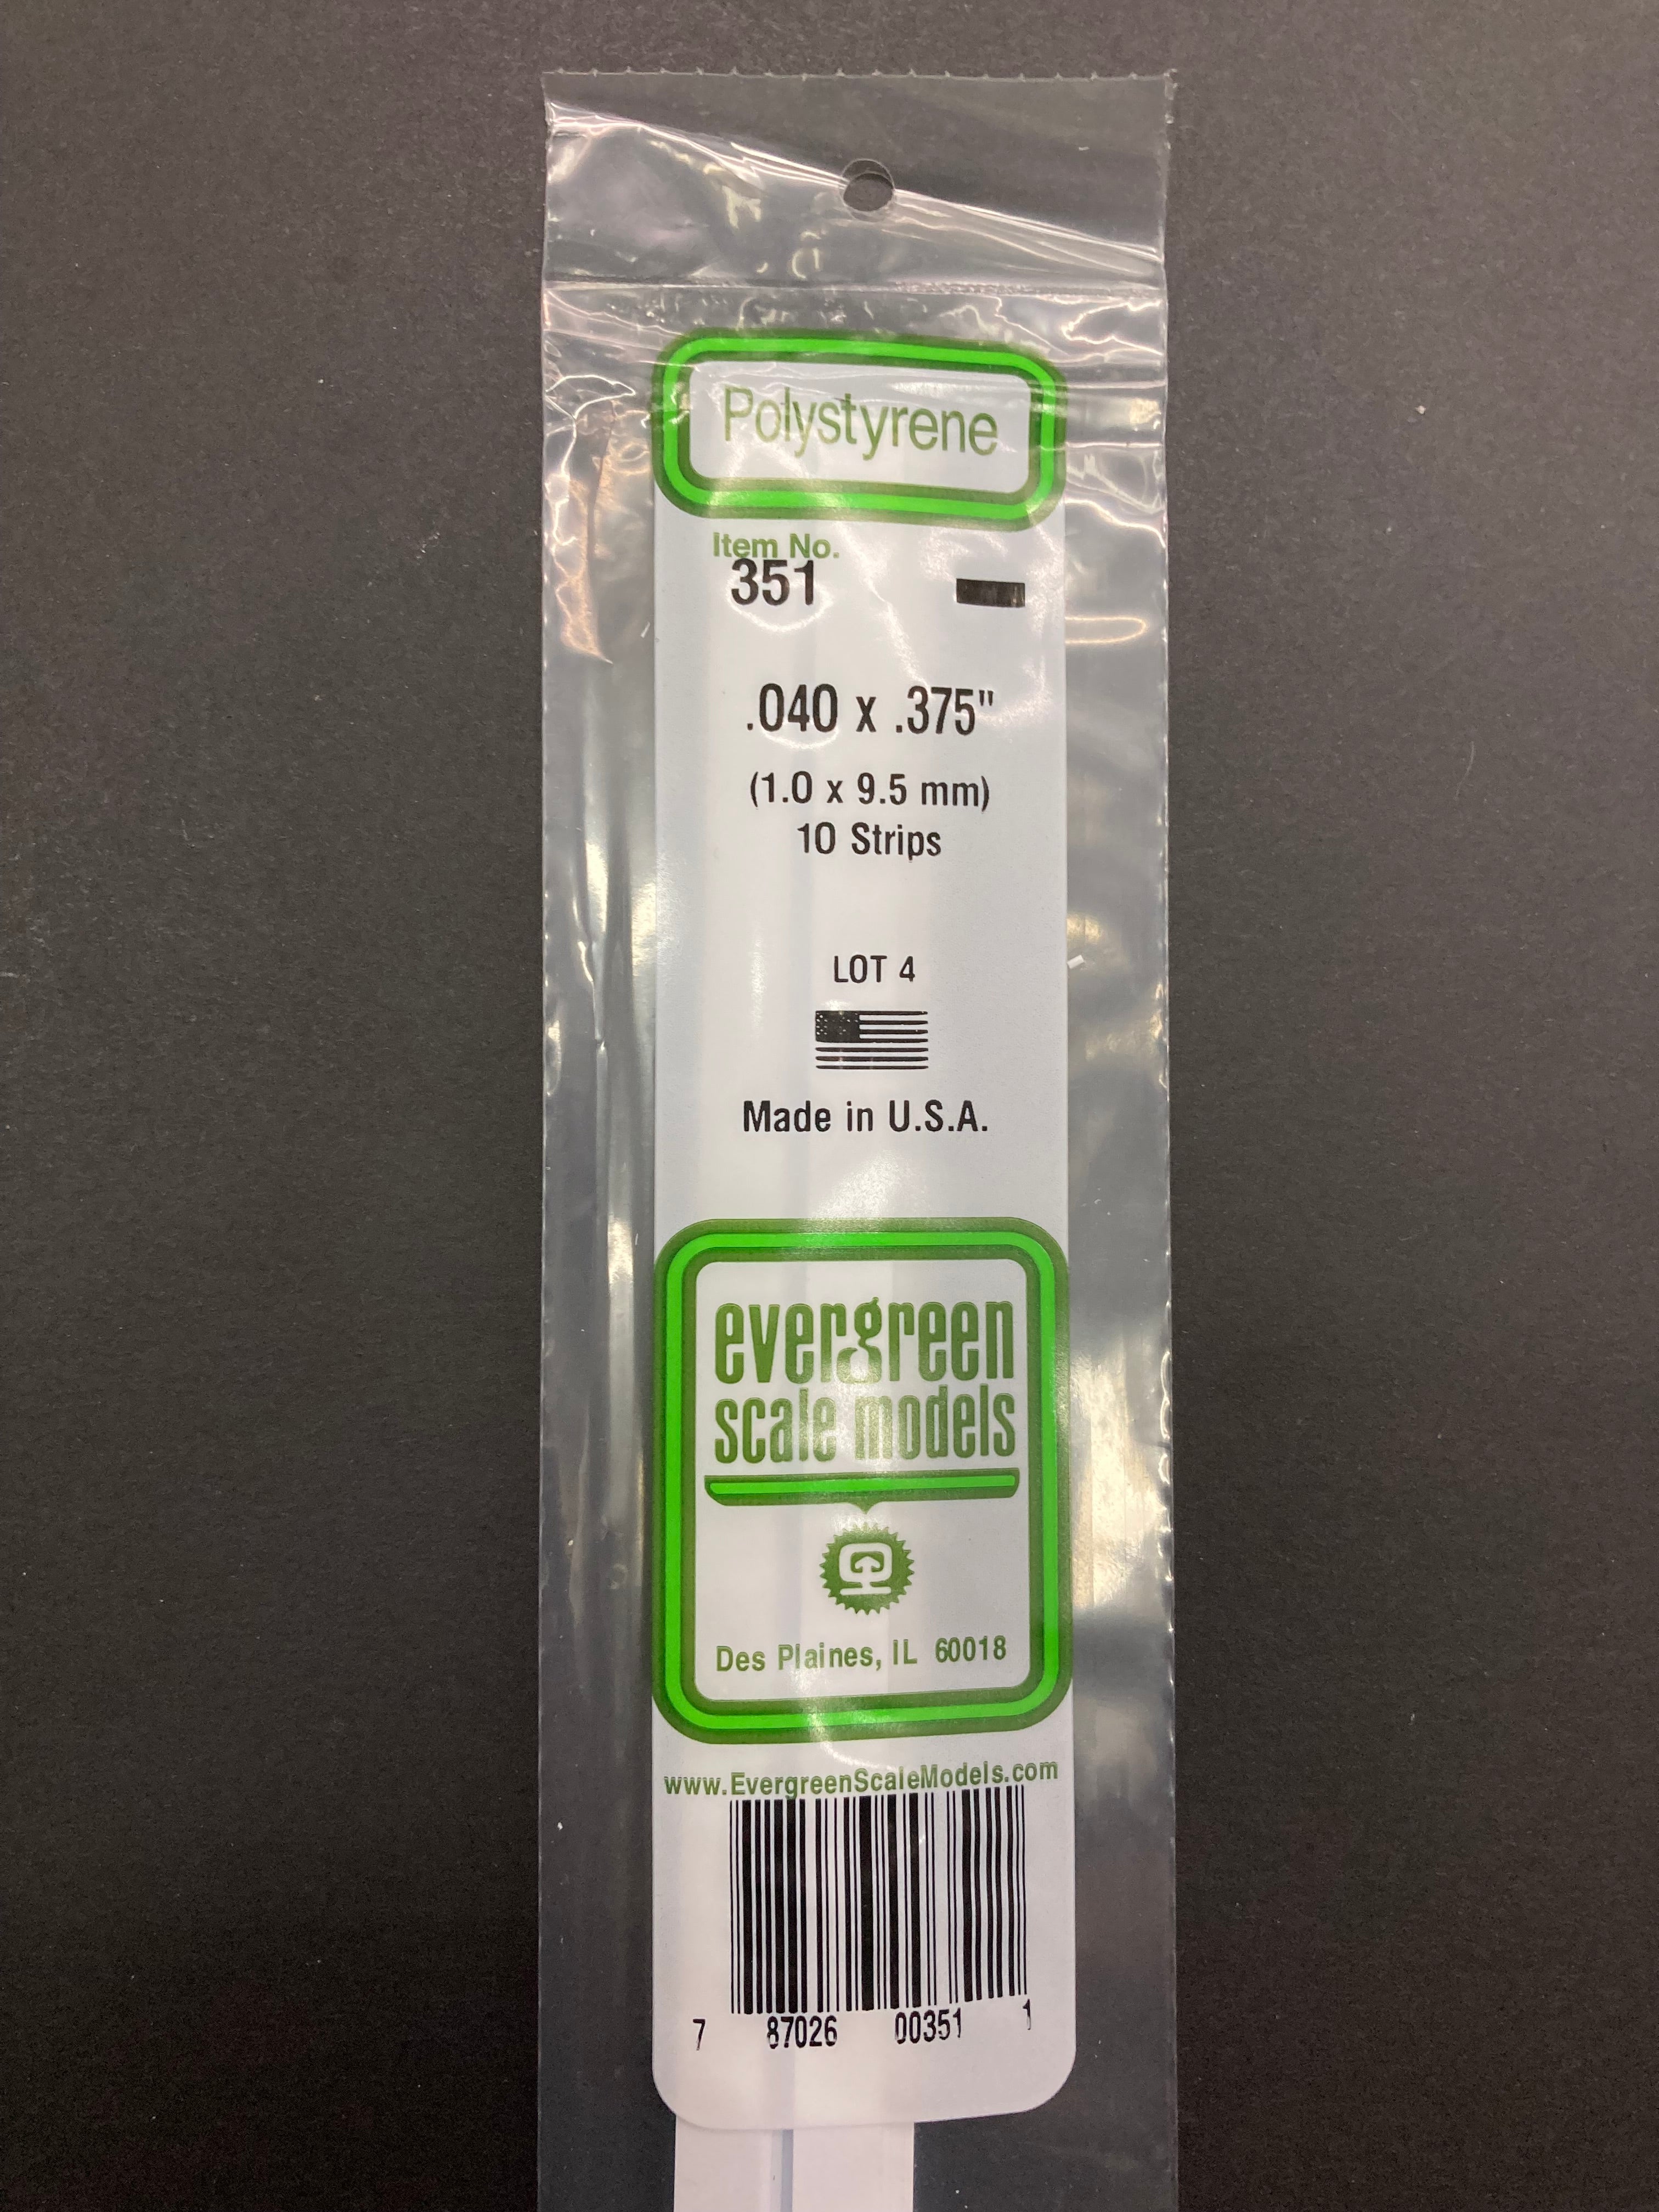 Polystyrene
Item No.
351
.040 x .375"
(1.0 x 9.5 mm)
10 Strips
LOT 4
Made in U.S.A.
evergreen
scale models
Des Plaines, IL 60018
www.EvergreenScaleModels.com
7 87026 00351 1